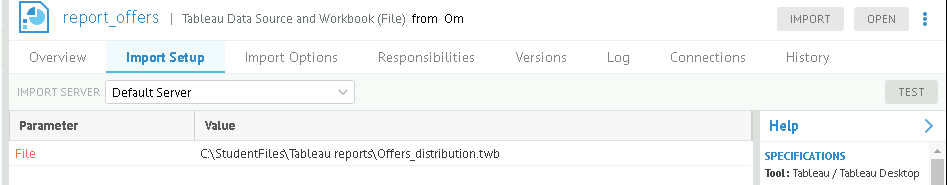 report_offers | Tableau Data Source and Workbook (File) from Om IMPORT OPEN
Overview Import Setup Import Options Responsibilities Versions Log Connections History
IMPORT SERVER Default Server TEST
Parameter Value Help
File C:\StudentFiles\Tableau reports\Offers_distribution.twb
SPECIFICATIONS
Tool: Tableau / Tableau Desktop